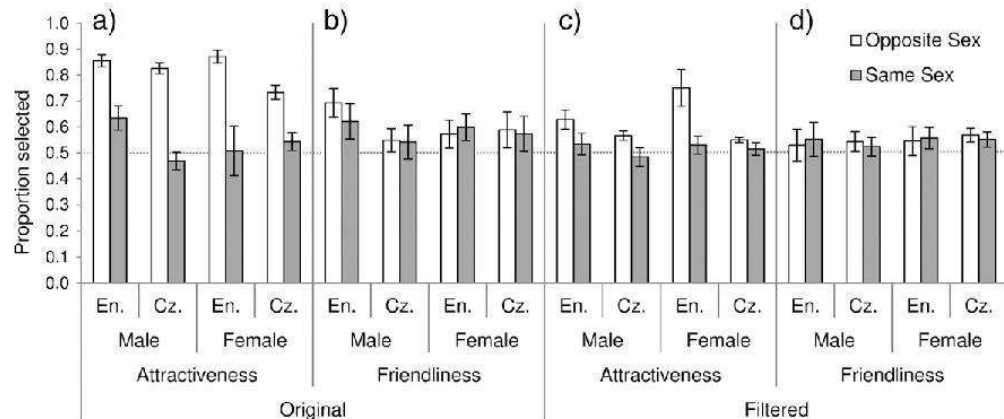 a) b) c) d)
Opposite Sex
Same Sex
Proportion selected
1.0
0.9
0.8
0.7
0.6
0.5
0.4
0.3
0.2
0.1
0.0
En. Cz. En. Cz. En. Cz. En. Cz. En. Cz. En. Cz. En. Cz. En. Cz.
Male Female Male Female Male Female Male Female
Attractiveness Friendliness Attractiveness Friendliness
Original Filtered